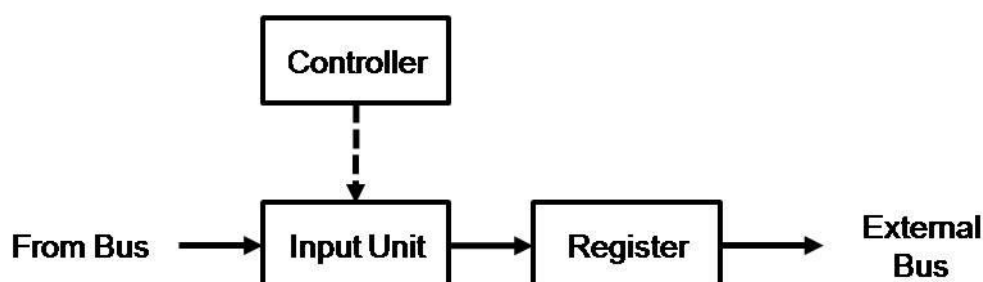 Controller
From Bus
Input Unit
Register
External
Bus